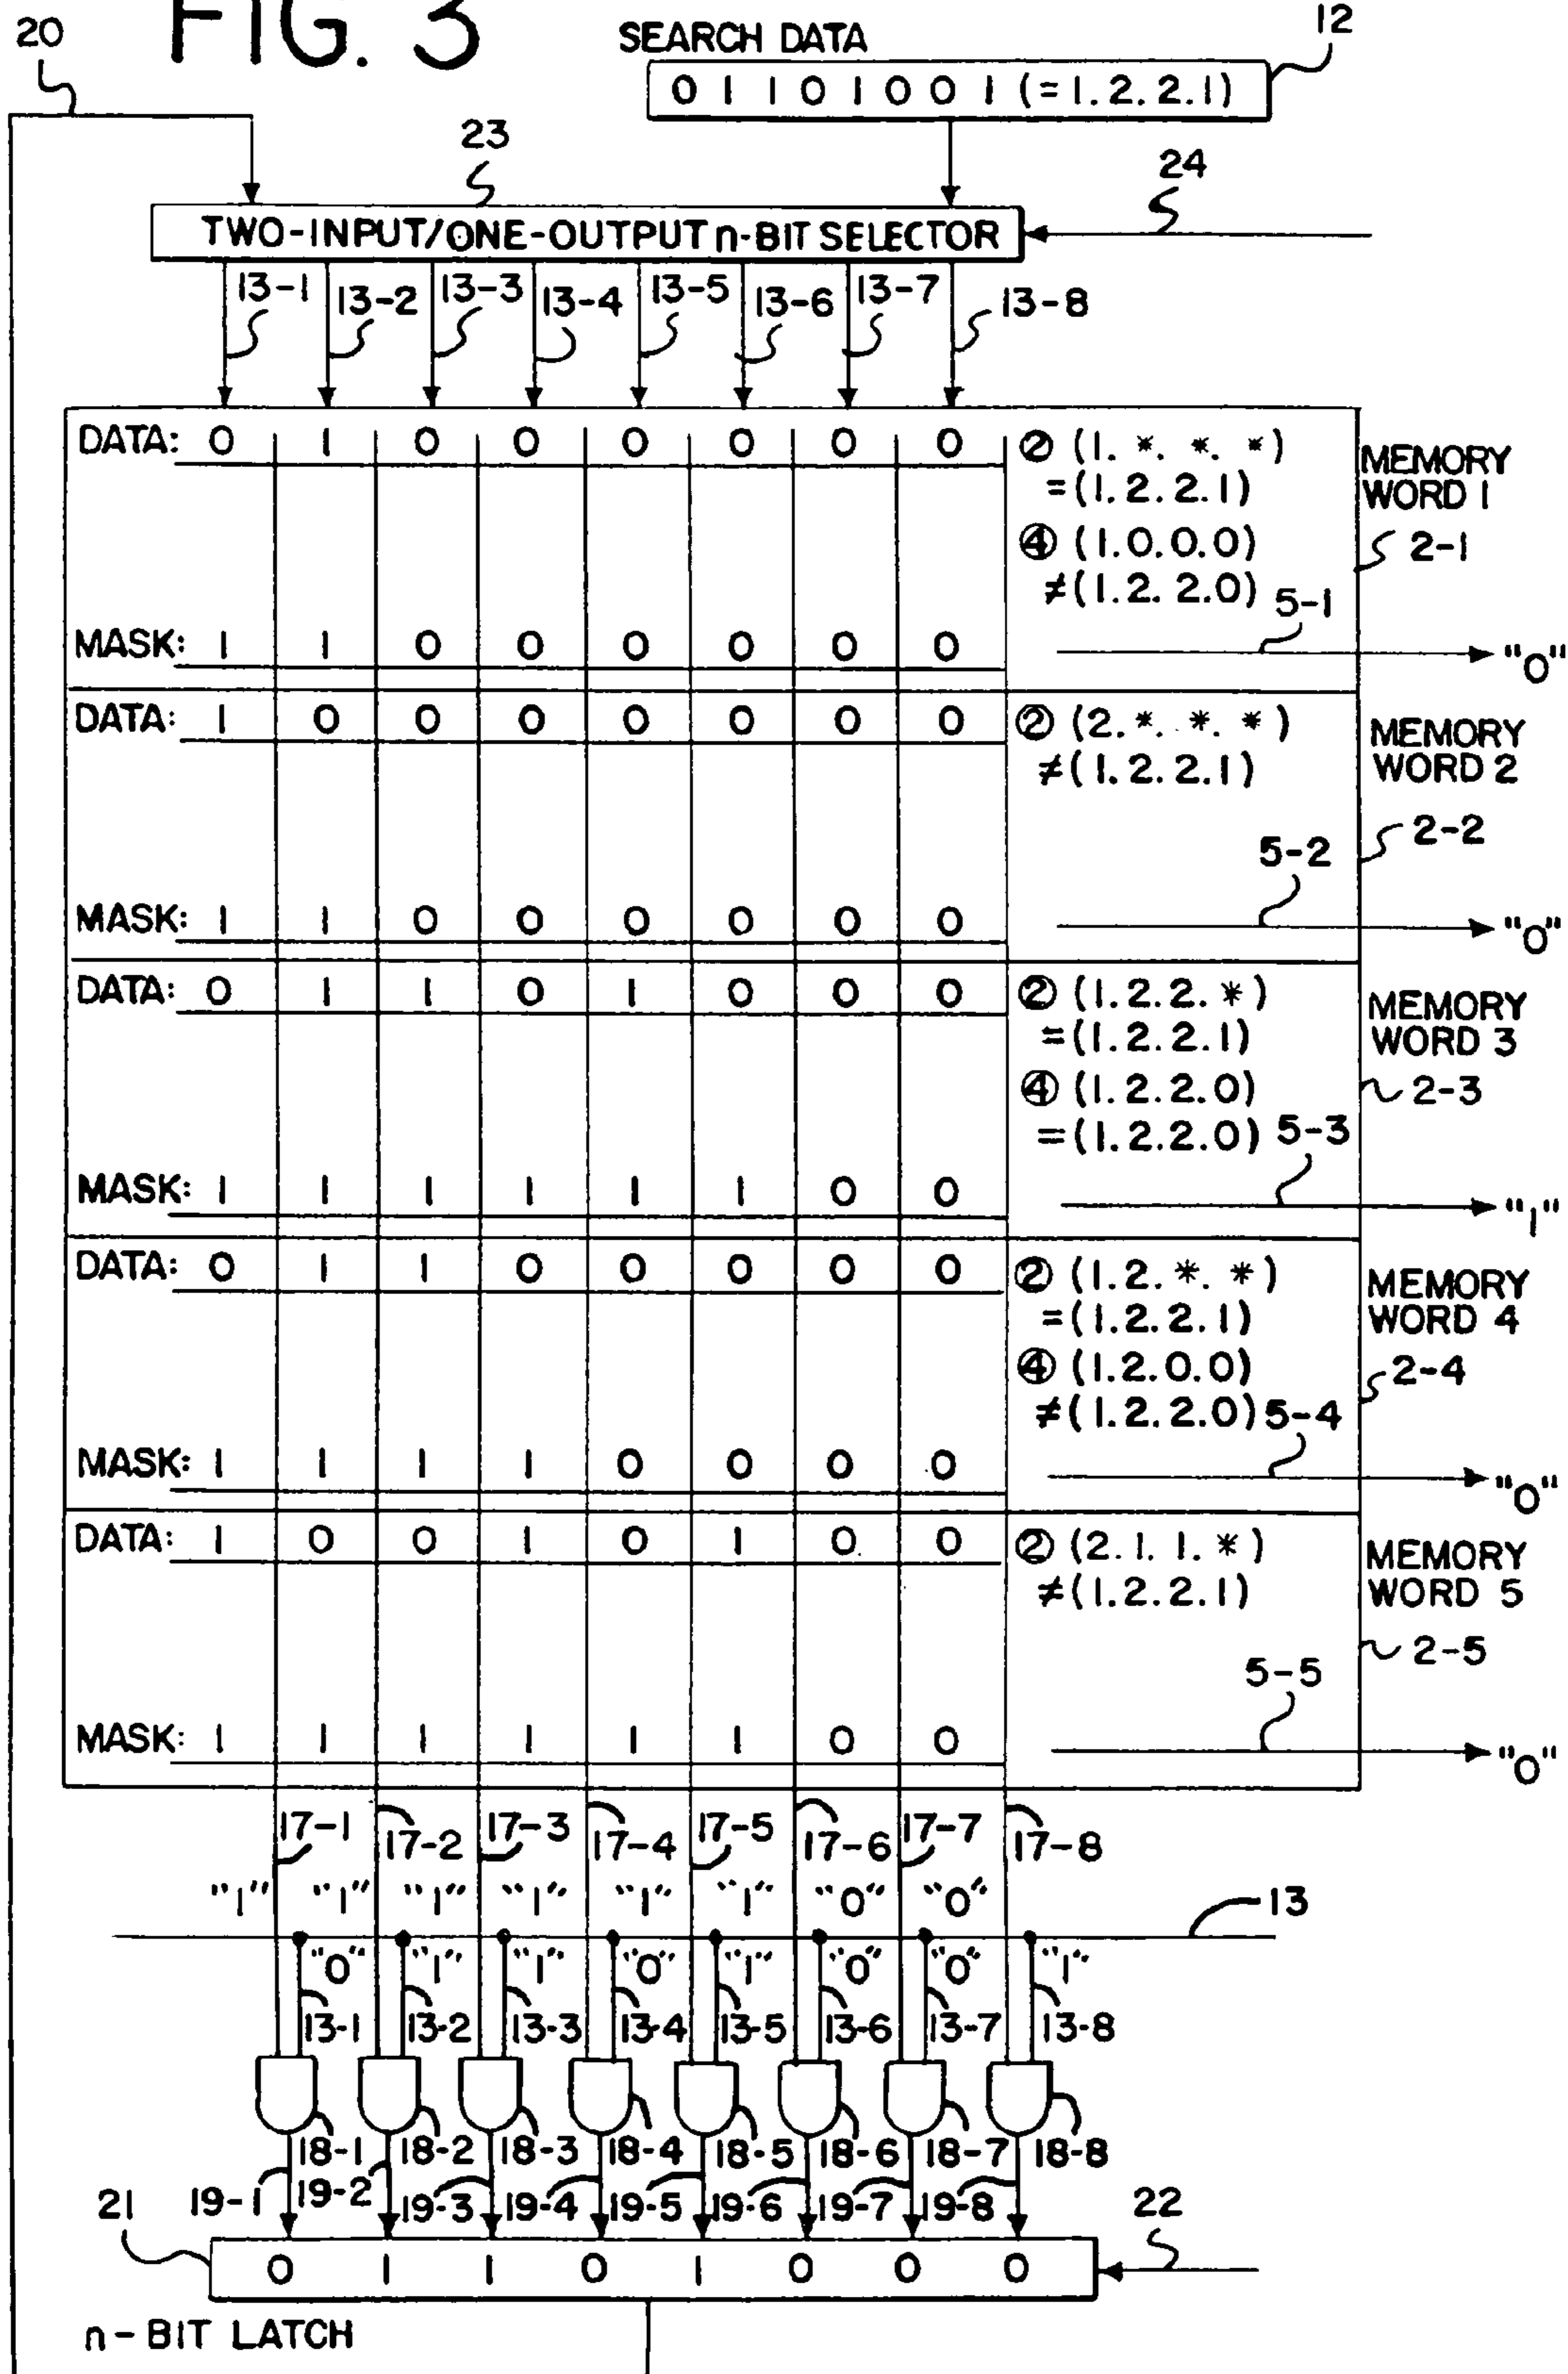 FIG. 3
20
SEARCH DATA
12
0 1 1 0 1 0 0 1 (= 1. 2. 2. 1)
23
24
TWO-INPUT/ONE-OUTPUT n-BIT SELECTOR
13-1 13-2 13-3 13-4 13-5 13-6 13-7 13-8
DATA: 0 1 0 0 0 0 0 0 ② (1. *. *. *)
=(1. 2. 2. 1)
④ (1.0.0.0)
≠(1. 2. 2.0)
MEMORY
WORD 1
2-1
5-1
MASK: 1 1 0 0 0 0 0 0 "0"
DATA: 1 0 0 0 0 0 0 0 ② (2. *. *. *)
≠(1. 2. 2. 1)
MEMORY
WORD 2
2-2
5-2
MASK: 1 1 0 0 0 0 0 0 "0"
DATA: 0 1 1 0 1 0 0 0 ② (1. 2. 2. *)
=(1. 2. 2. 1)
④ (1. 2. 2.0)
=(1. 2. 2.0)
MEMORY
WORD 3
2-3
5-3
MASK: 1 1 1 1 1 1 0 0 "1"
DATA: 0 1 1 0 0 0 0 0 ② (1. 2. *. *)
=(1. 2. 2. 1)
④ (1. 2. 0. 0)
≠(1. 2. 2.0)
MEMORY
WORD 4
2-4
5-4
MASK: 1 1 1 1 0 0 0 0 "0"
DATA: 1 0 0 1 0 1 0 0 ② (2. 1. 1. *)
≠(1. 2. 2. 1)
MEMORY
WORD 5
2-5
5-5
MASK: 1 1 1 1 1 1 0 0 "0"
17-1 17-2 17-3 17-4 17-5 17-6 17-7 17-8
"1" "1" "1" "1" "1" "1" "0" "0"
13
"0" "1" "1" "0" "1" "0" "0" "1"
13-1 13-2 13-3 13-4 13-5 13-6 13-7 13-8
18-1 18-2 18-3 18-4 18-5 18-6 18-7 18-8
19-1 19-2 19-3 19-4 19-5 19-6 19-7 19-8
21
22
0 1 1 0 1 0 0 0
n-BIT LATCH